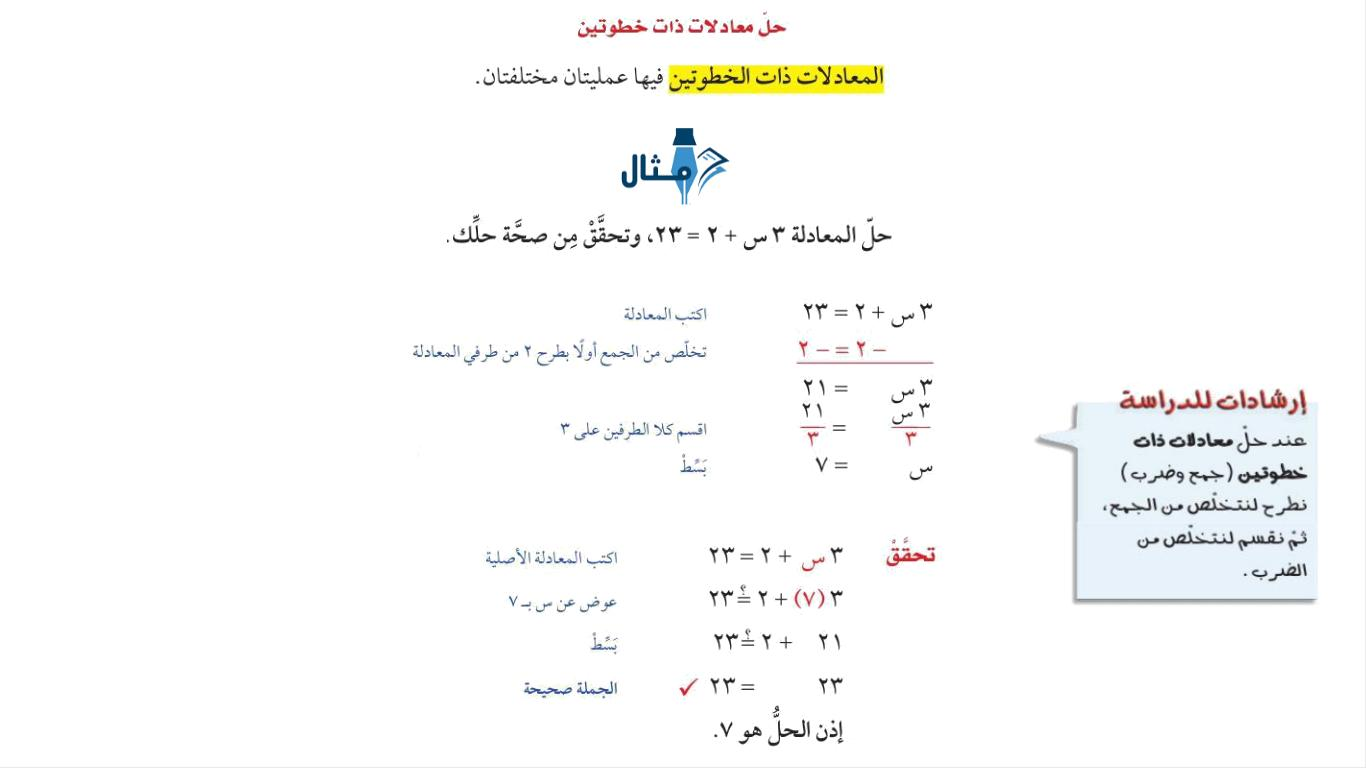 حلّ معادلات ذات خطوتين
المعادلات ذات الخطوتين فيها عمليتان مختلفتان.
مثال
حلّ المعادلة ٣ س + ٢ = ٢٣، وتحقَّقْ مِن صحَّة حلِّك.
٣ س + ٢ = ٢٣ اكتب المعادلة
− ٢ = − ٢ تخلّص من الجمع أولًا بطرح ٢ من طرفي المعادلة
٣ س = ٢١
٣ س / ٣ = ٢١ / ٣ اقسم كلا الطرفين على ٣
س = ٧ بَسِّطْ
إرشادات للدراسة
عند حلّ معادلات ذات
خطوتين (جمع وضرب)
نطرح لنتخلّص من الجمع،
ثمّ نقسم لنتخلّص من
الضرب.
تحقَّقْ ٣ س + ٢ = ٢٣ اكتب المعادلة الأصلية
٣ (٧) + ٢ ≟ ٢٣ عوض عن س بـ ٧
٢١ + ٢ ≟ ٢٣ بَسِّطْ
٢٣ = ٢٣ ✓ الجملة صحيحة
إذن الحلُّ هو ٧.